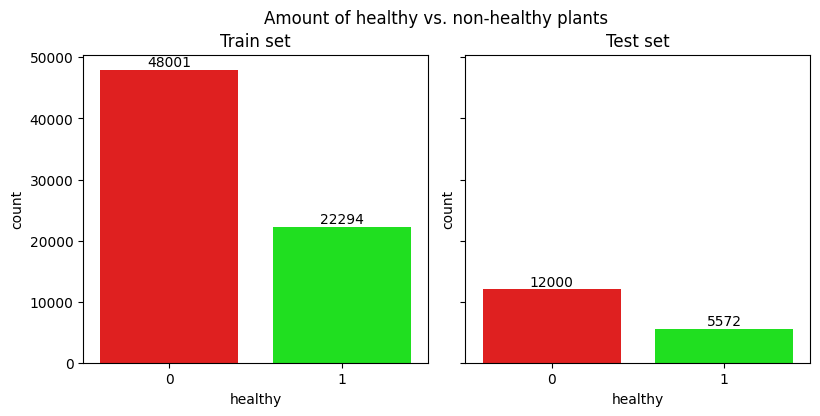 Amount of healthy vs. non-healthy plants
Train set
50000
40000
30000
20000
10000
0
count
48001
22294
0 1
healthy
Test set
count
12000
5572
0 1
healthy